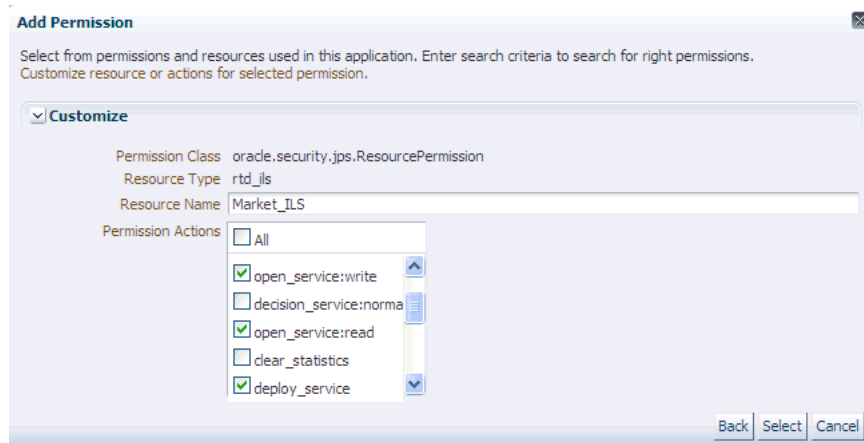 Add Permission
Select from permissions and resources used in this application. Enter search criteria to search for right permissions.
Customize resource or actions for selected permission.
Customize
Permission Class oracle.security.jps.ResourcePermission
Resource Type rtd_ils
Resource Name Market_ILS
Permission Actions All
open_service:write
decision_service:norma
open_service:read
clear_statistics
deploy_service
Back Select Cancel